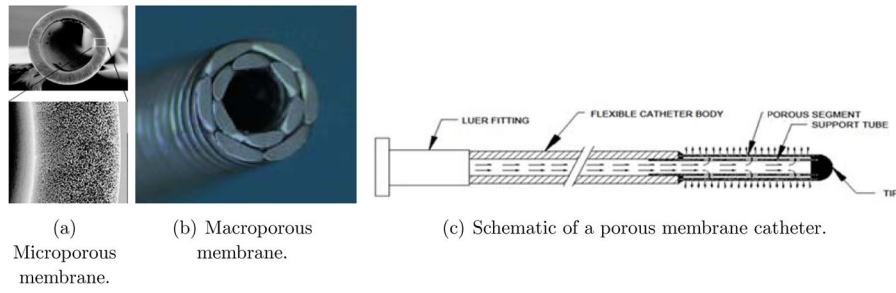 LUER FITTING
FLEXIBLE CATHETER BODY
POROUS SEGMENT
SUPPORT TUBE
TIP
(a)
Microporous
membrane.
(b) Macroporous
membrane.
(c) Schematic of a porous membrane catheter.